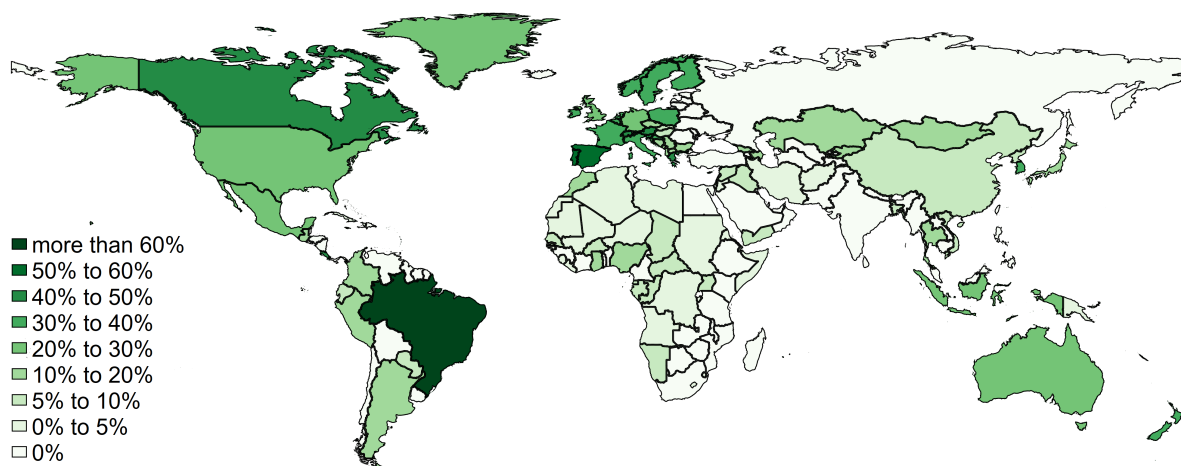 more than 60%
50% to 60%
40% to 50%
30% to 40%
20% to 30%
10% to 20%
5% to 10%
0% to 5%
0%